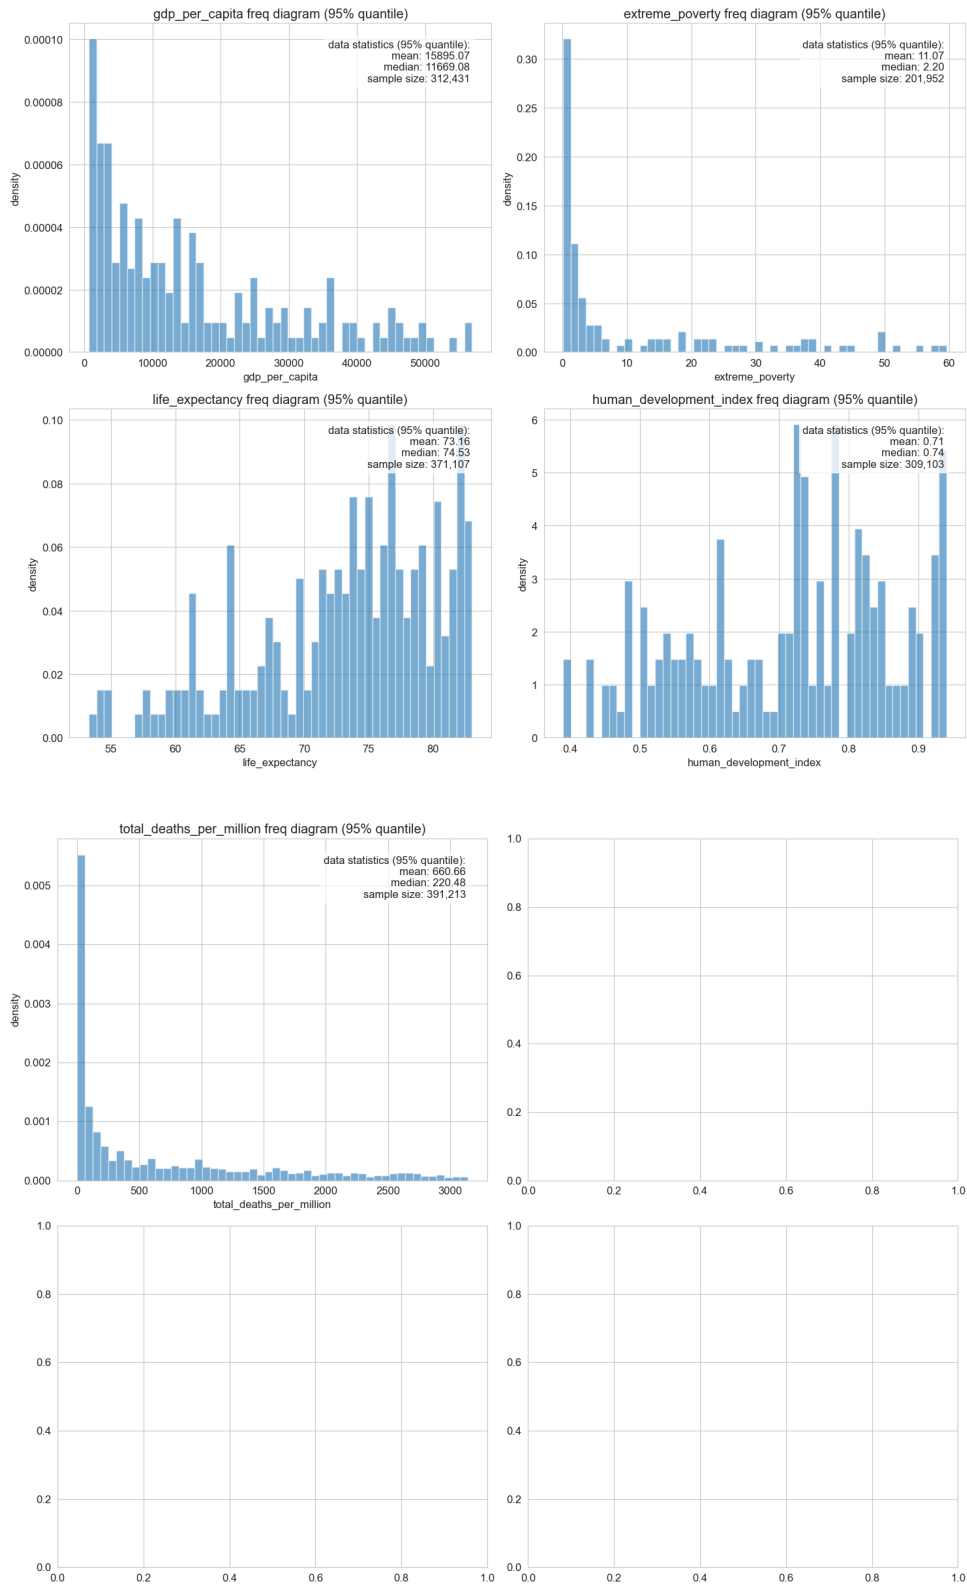 gdp_per_capita freq diagram (95% quantile)
data statistics (95% quantile):
mean: 15895.07
median: 11669.08
sample size: 312,431
0.00010
0.00008
0.00006
0.00004
0.00002
0.00000
density
0 10000 20000 30000 40000 50000
gdp_per_capita
extreme_poverty freq diagram (95% quantile)
data statistics (95% quantile):
mean: 11.07
median: 2.20
sample size: 201,952
0.30
0.25
0.20
0.15
0.10
0.05
0.00
density
0 10 20 30 40 50 60
extreme_poverty
life_expectancy freq diagram (95% quantile)
data statistics (95% quantile):
mean: 73.16
median: 74.53
sample size: 371,107
0.10
0.08
0.06
0.04
0.02
0.00
density
55 60 65 70 75 80
life_expectancy
human_development_index freq diagram (95% quantile)
data statistics (95% quantile):
mean: 0.71
median: 0.74
sample size: 309,103
6
5
4
3
2
1
0
density
0.4 0.5 0.6 0.7 0.8 0.9
human_development_index
total_deaths_per_million freq diagram (95% quantile)
data statistics (95% quantile):
mean: 660.66
median: 220.48
sample size: 391,213
0.005
0.004
0.003
0.002
0.001
0.000
density
0 500 1000 1500 2000 2500 3000
total_deaths_per_million
1.0
0.8
0.6
0.4
0.2
0.0
0.0 0.2 0.4 0.6 0.8 1.0
1.0
0.8
0.6
0.4
0.2
0.0
0.0 0.2 0.4 0.6 0.8 1.0
1.0
0.8
0.6
0.4
0.2
0.0
0.0 0.2 0.4 0.6 0.8 1.0